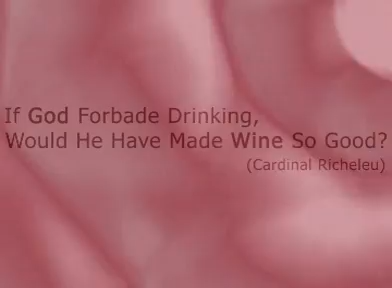 If God Forbade Drinking,
Would He Have Made Wine So Good?
(Cardinal Richeleu)